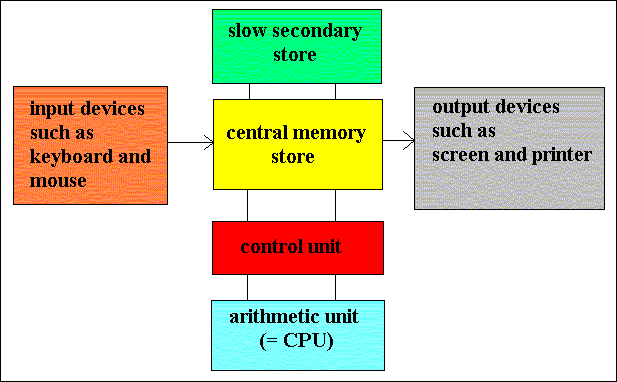 slow secondary
store
input devices
such as
keyboard and
mouse
central memory
store
output devices
such as
screen and printer
control unit
arithmetic unit
(= CPU)